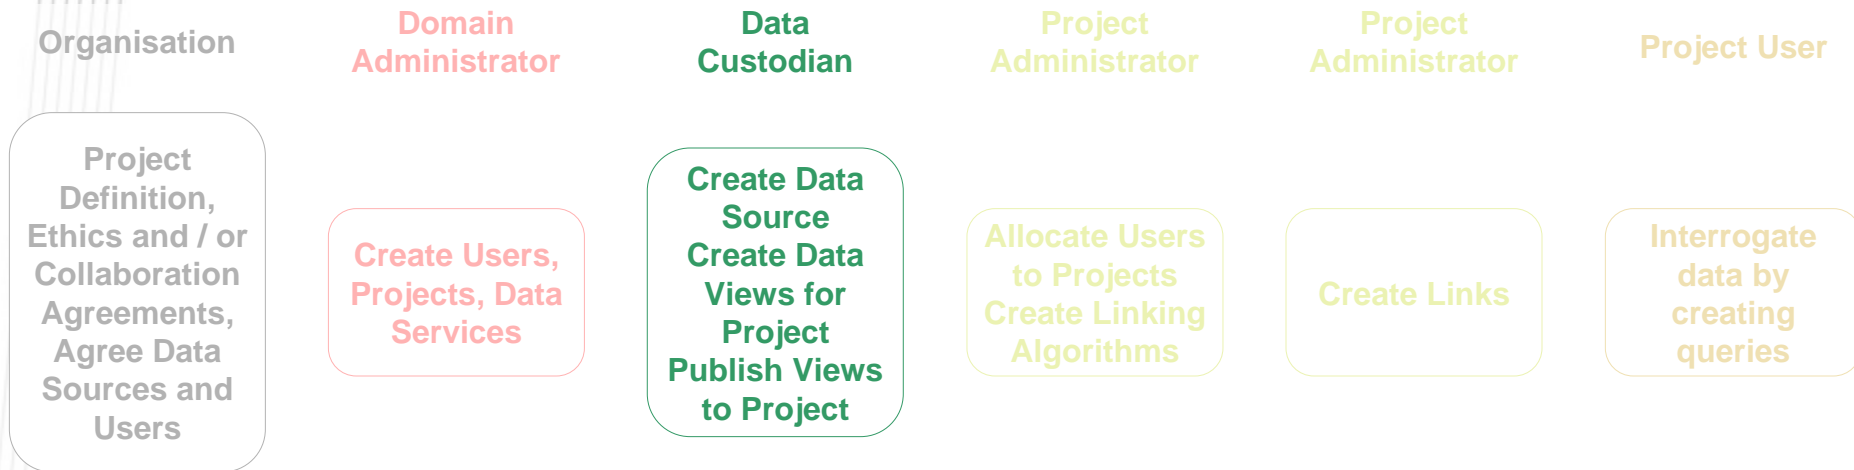 Organisation
Domain
Administrator
Data
Custodian
Project
Administrator
Project
Administrator
Project User
Project
Definition,
Ethics and / or
Collaboration
Agreements,
Agree Data
Sources and
Users
Create Users,
Projects, Data
Services
Create Data
Source
Create Data
Views for
Project
Publish Views
to Project
Allocate Users
to Projects
Create Linking
Algorithms
Create Links
Interrogate
data by
creating
queries